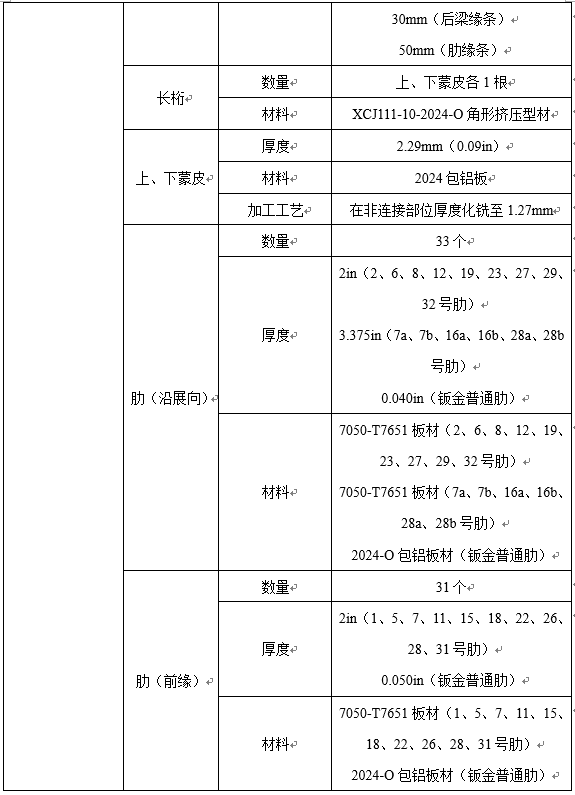 30mm（后梁缘条）
50mm（肋缘条）
长桁
数量
上、下蒙皮各 1 根
材料
XCJ111-10-2024-O 角形挤压型材
上、下蒙皮
厚度
2.29mm（0.09in）
材料
2024 包铝板
加工工艺
在非连接部位厚度化铣至 1.27mm
肋（沿展向）
数量
33 个
厚度
2in（2、6、8、12、19、23、27、29、
32 号肋）
3.375in（7a、7b、16a、16b、28a、28b
号肋）
0.040in（钣金普通肋）
材料
7050-T7651 板材（2、6、8、12、19、
23、27、29、32 号肋）
7050-T7651 板材（7a、7b、16a、16b、
28a、28b 号肋）
2024-O 包铝板材（钣金普通肋）
肋（前缘）
数量
31 个
厚度
2in（1、5、7、11、15、18、22、26、
28、31 号肋）
0.050in（钣金普通肋）
材料
7050-T7651 板材（1、5、7、11、15、
18、22、26、28、31 号肋）
2024-O 包铝板材（钣金普通肋）